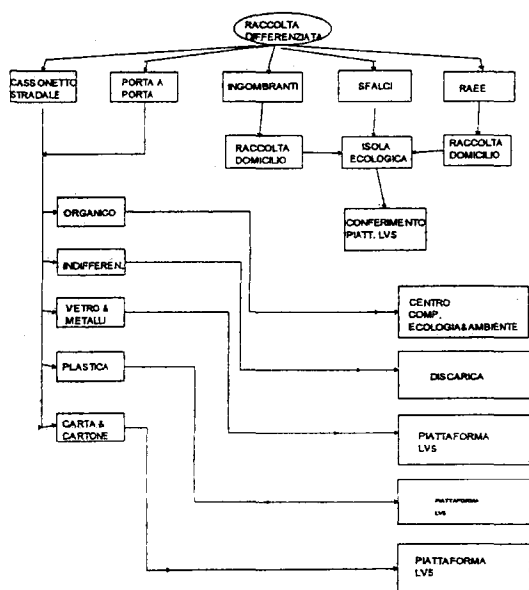 RACCOLTA
DIFFERENZIATA
CASSONETTO
STRADALE
PORTA A
PORTA
INGOMBRANTI
SFALCI
RAEE
RACCOLTA
DOMICILIO
ISOLA
ECOLOGICA
RACCOLTA
DOMICILIO
CONFERIMENTO
PIATT. LVS
ORGANICO
INDIFFEREN.
VETRO &
METALLI
PLASTICA
CARTA &
CARTONE
CENTRO
COMP.
ECOLOGIA & AMBIENTE
DISCARICA
PIATTAFORMA
LVS
PIATTAFORMA
LVS
PIATTAFORMA
LVS